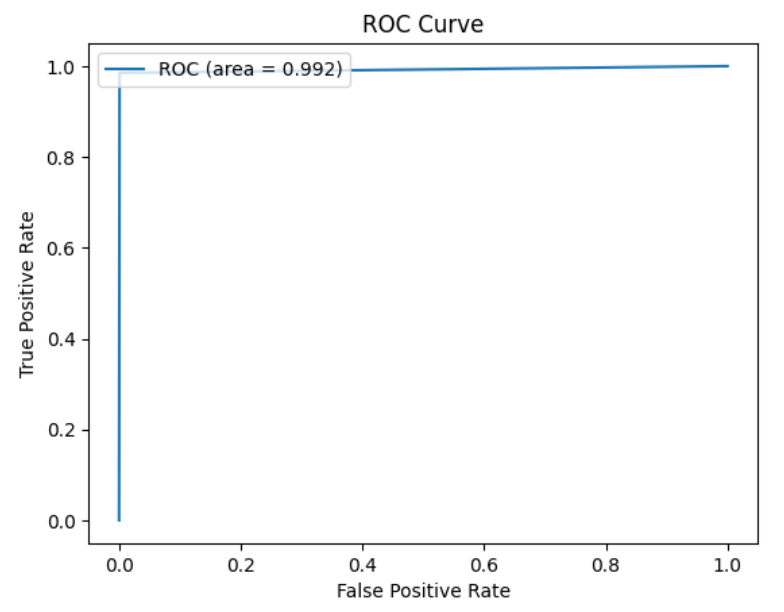 ROC Curve
ROC (area = 0.992)
1.0
0.8
0.6
0.4
0.2
0.0
True Positive Rate
0.0 0.2 0.4 0.6 0.8 1.0
False Positive Rate